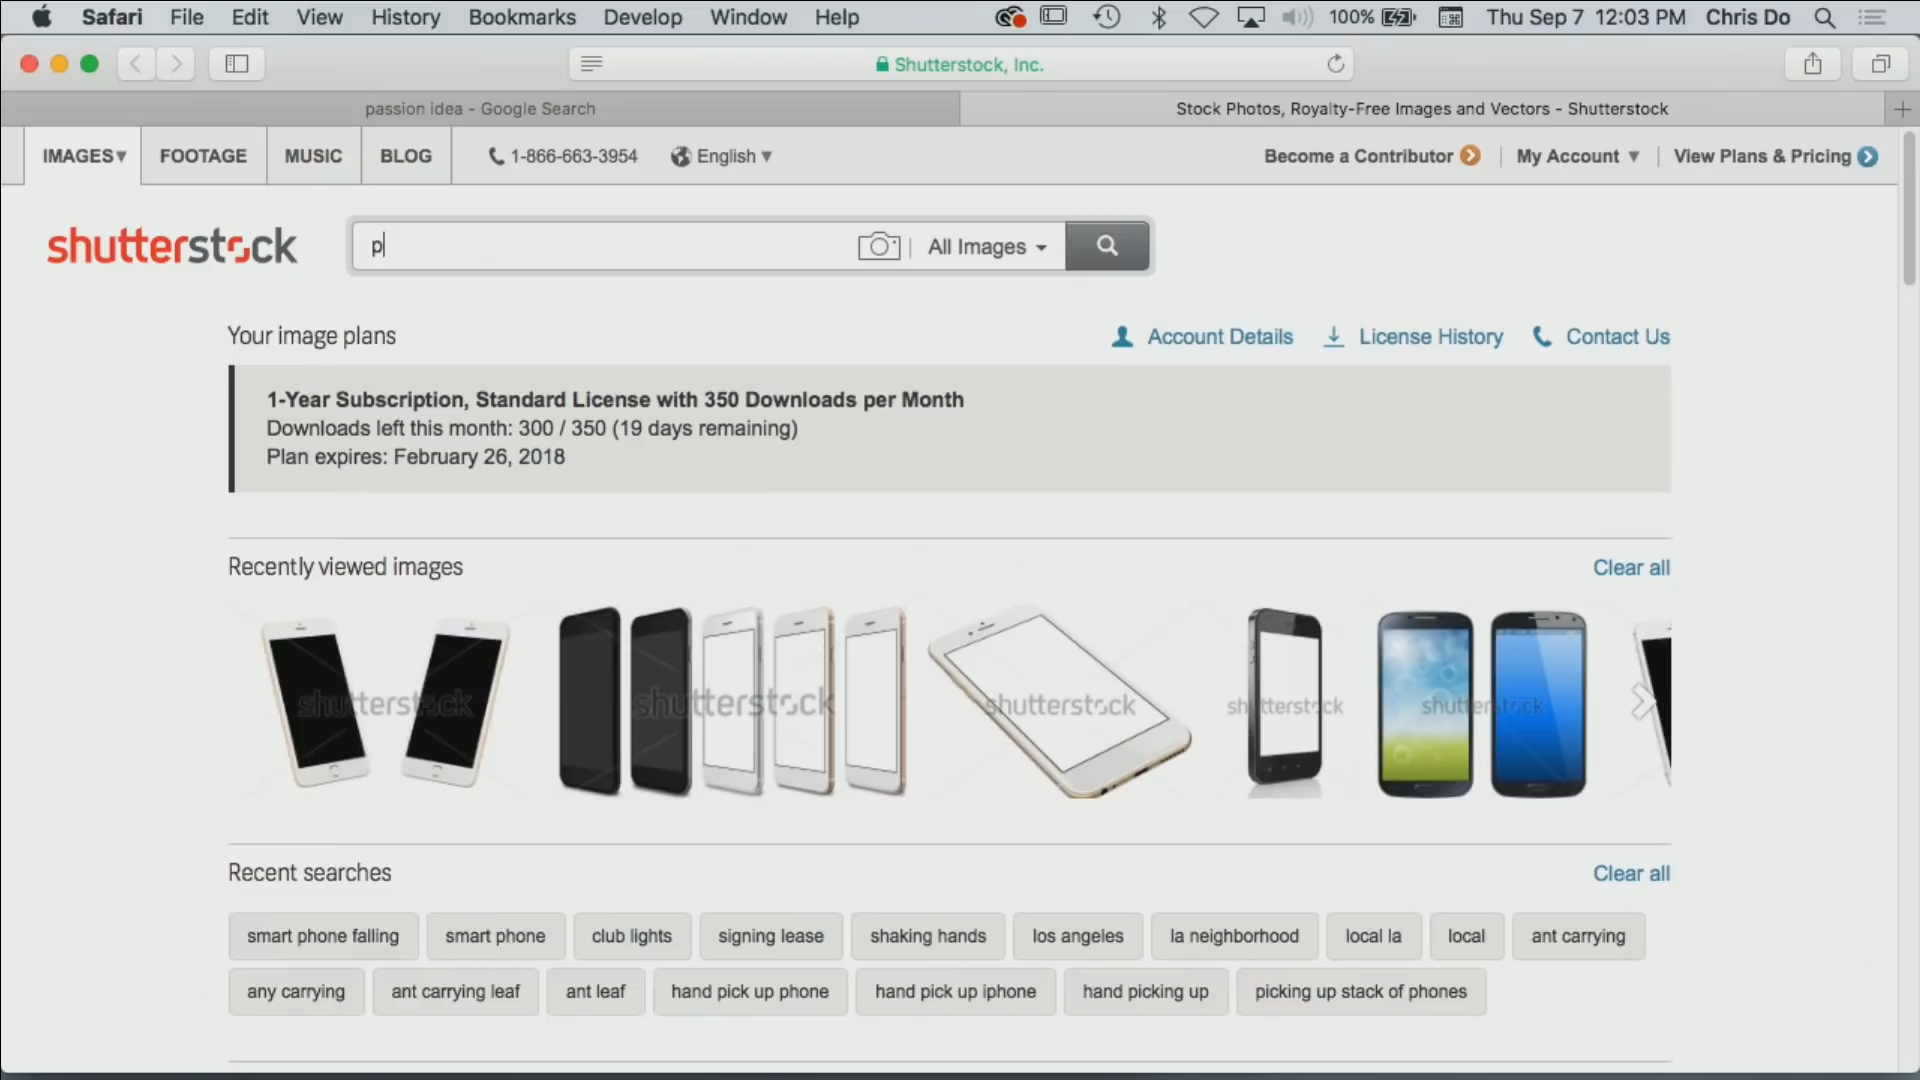 Safari File Edit View History Bookmarks Develop Window Help 100% Thu Sep 7 12:03 PM Chris Do
Shutterstock, Inc.
passion idea - Google Search
Stock Photos, Royalty-Free Images and Vectors - Shutterstock
IMAGES FOOTAGE MUSIC BLOG 1-866-663-3954 English Become a Contributor My Account View Plans & Pricing
shutterstock
p
All Images
Your image plans
Account Details License History Contact Us
1-Year Subscription, Standard License with 350 Downloads per Month
Downloads left this month: 300 / 350 (19 days remaining)
Plan expires: February 26, 2018
Recently viewed images
Clear all
shutterstock shutterstock shutterstock shutterstock shutterstock
Recent searches
Clear all
smart phone falling smart phone club lights signing lease shaking hands los angeles la neighborhood local la local ant carrying
any carrying ant carrying leaf ant leaf hand pick up phone hand pick up iphone hand picking up picking up stack of phones